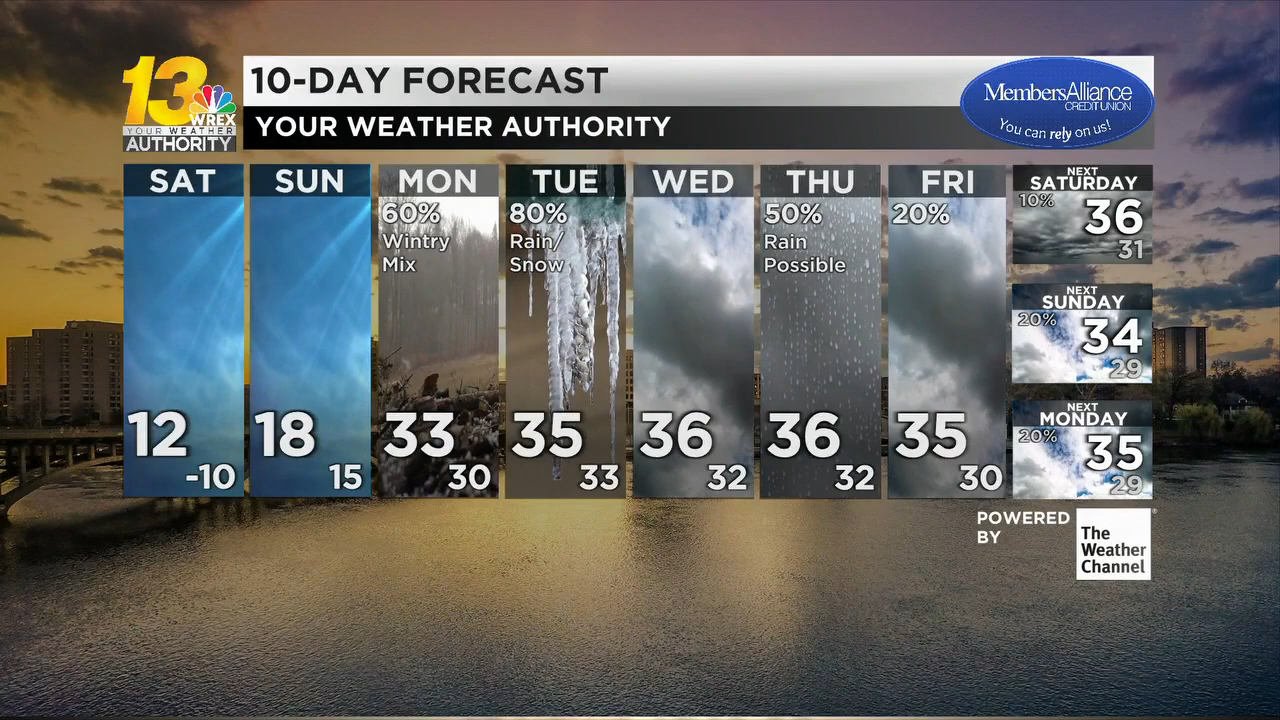 13
WREX
YOUR WEATHER
AUTHORITY
10-DAY FORECAST
YOUR WEATHER AUTHORITY
MembersAlliance
CREDIT UNION
You can rely on us!
SAT
12
-10
SUN
18
15
MON
60%
Wintry
Mix
33
30
TUE
80%
Rain/
Snow
35
33
WED
36
32
THU
50%
Rain
Possible
36
32
FRI
20%
35
30
NEXT
SATURDAY
10%
36
31
NEXT
SUNDAY
20%
34
29
NEXT
MONDAY
20%
35
29
POWERED
BY
The
Weather
Channel
®